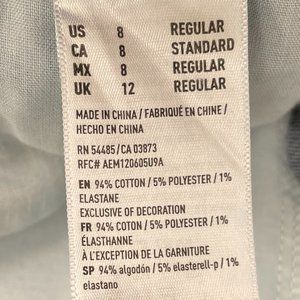 US 8 REGULAR
CA 8 STANDARD
MX 8 REGULAR
UK 12 REGULAR
MADE IN CHINA / FABRIQUÉ EN CHINE /
HECHO EN CHINA
RN 54485/CA 03873
RFC# AEM120605U9A
EN 94% COTTON / 5% POLYESTER / 1%
ELASTANE
EXCLUSIVE OF DECORATION
FR 94% COTON / 5% POLYESTER / 1%
ÉLASTHANNE
À L'EXCEPTION DE LA GARNITURE
SP 94% algodón / 5% elasterell-p / 1%
elastano